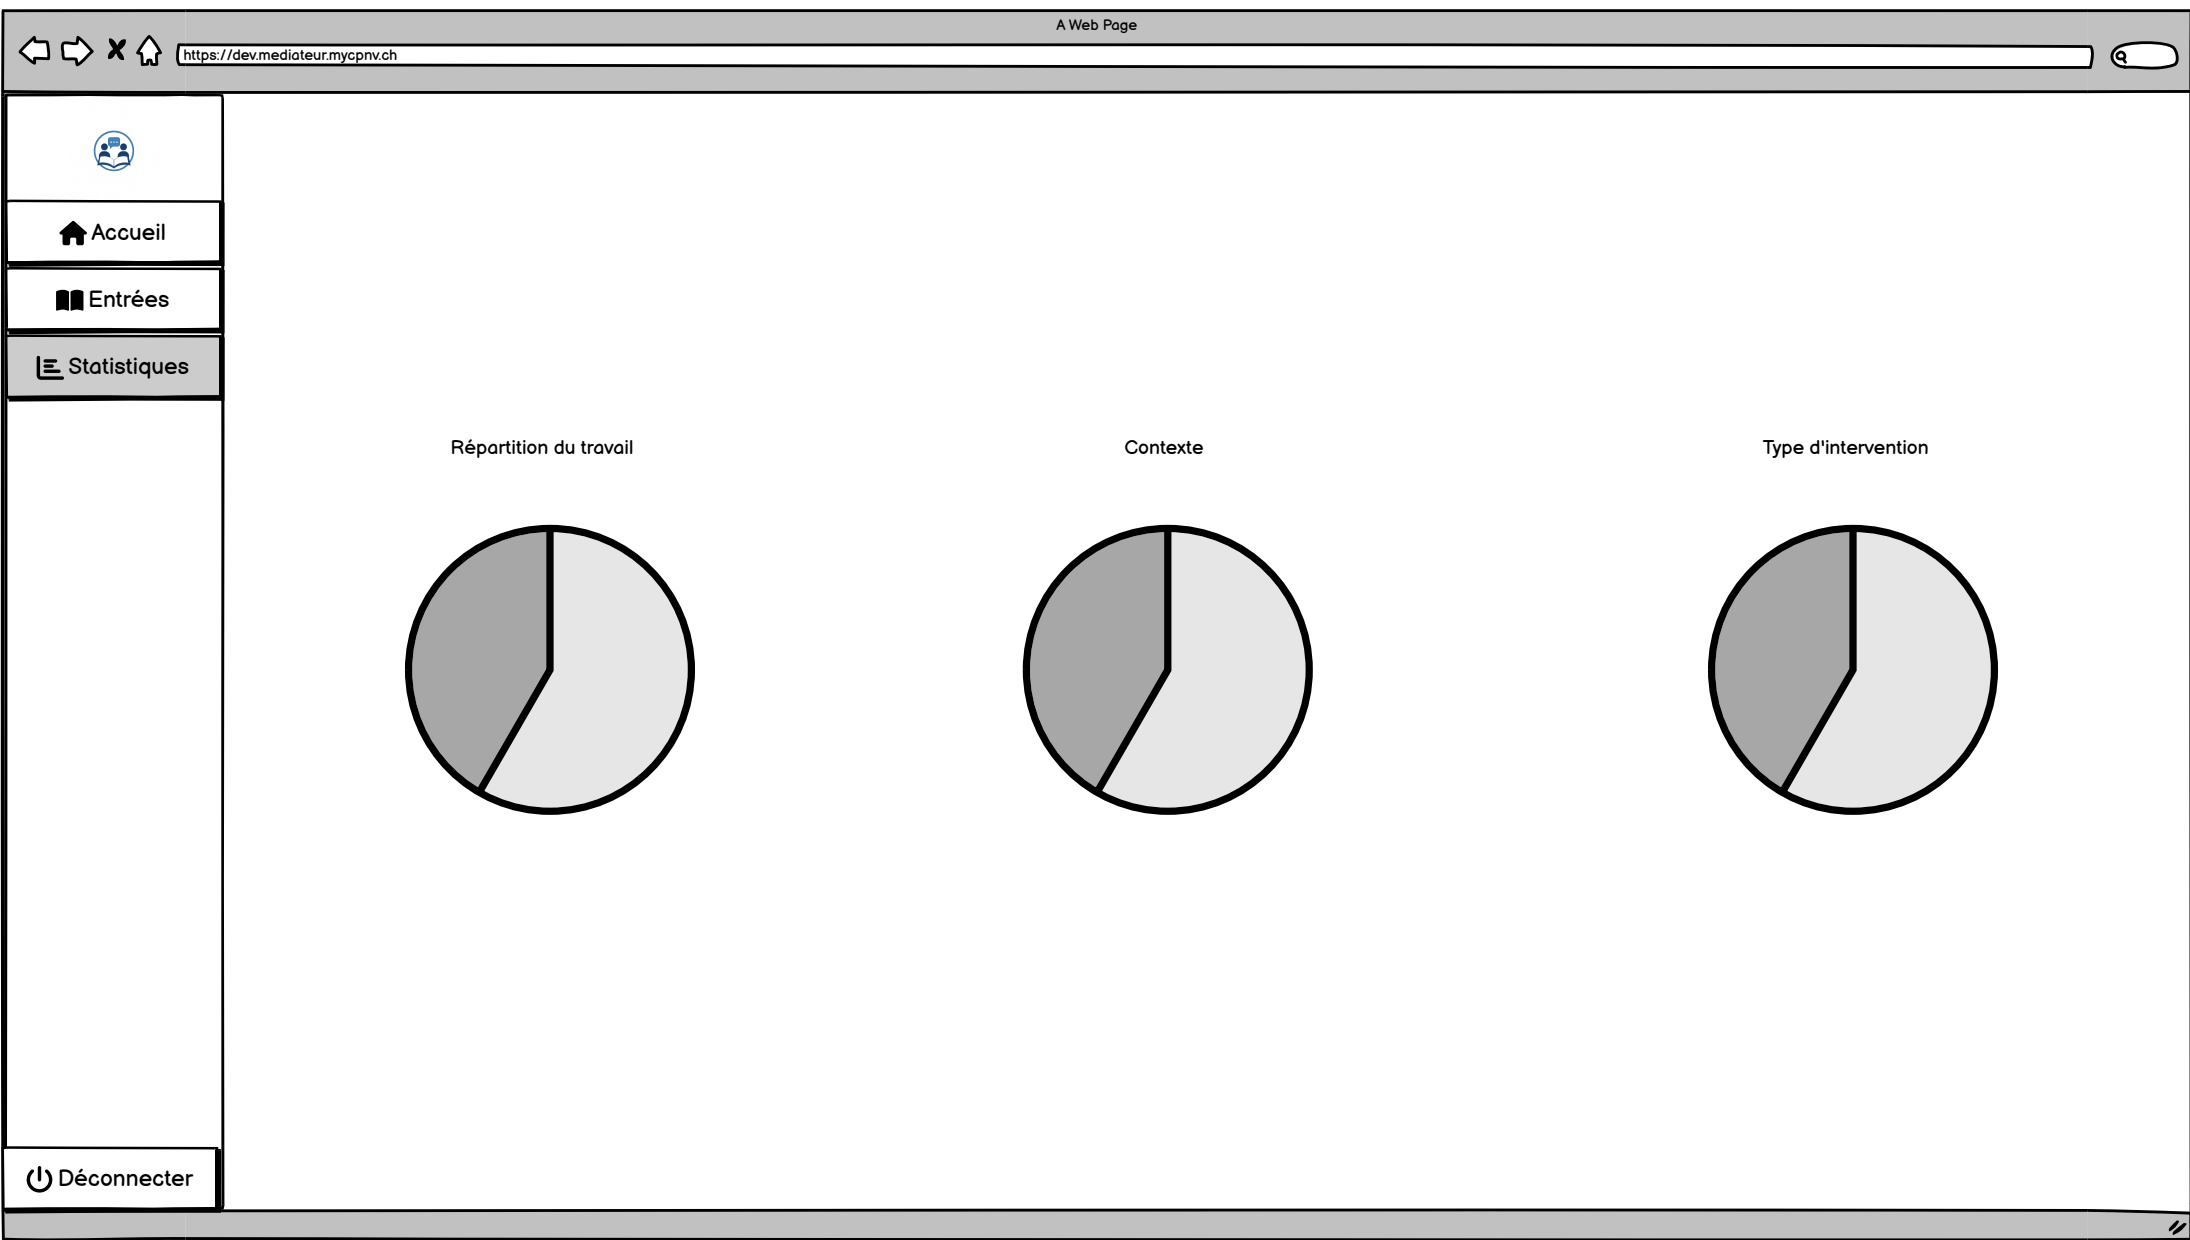 A Web Page
https://dev.mediateur.mycpnv.ch
Accueil
Entrées
Statistiques
Répartition du travail
Contexte
Type d'intervention
Déconnecter